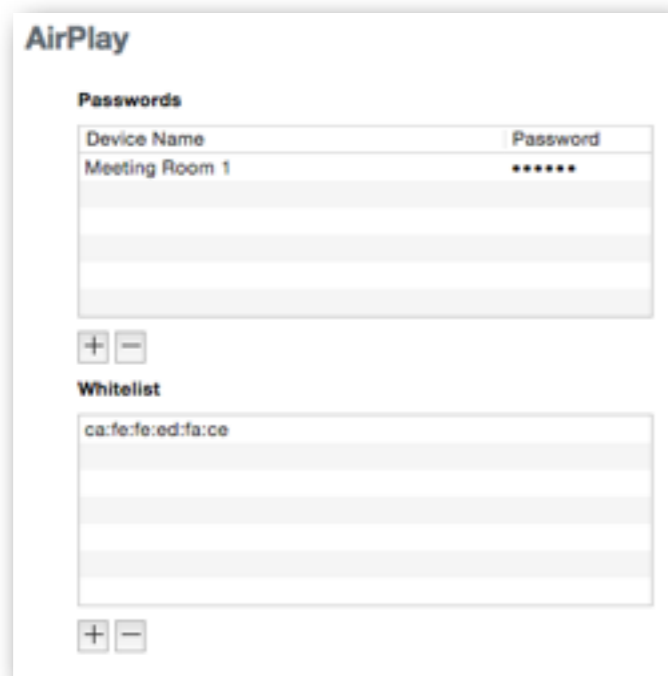 AirPlay
Passwords
Device Name Password
Meeting Room 1 ••••••
+ −
Whitelist
ca:fe:fe:ed:fa:ce
+ −